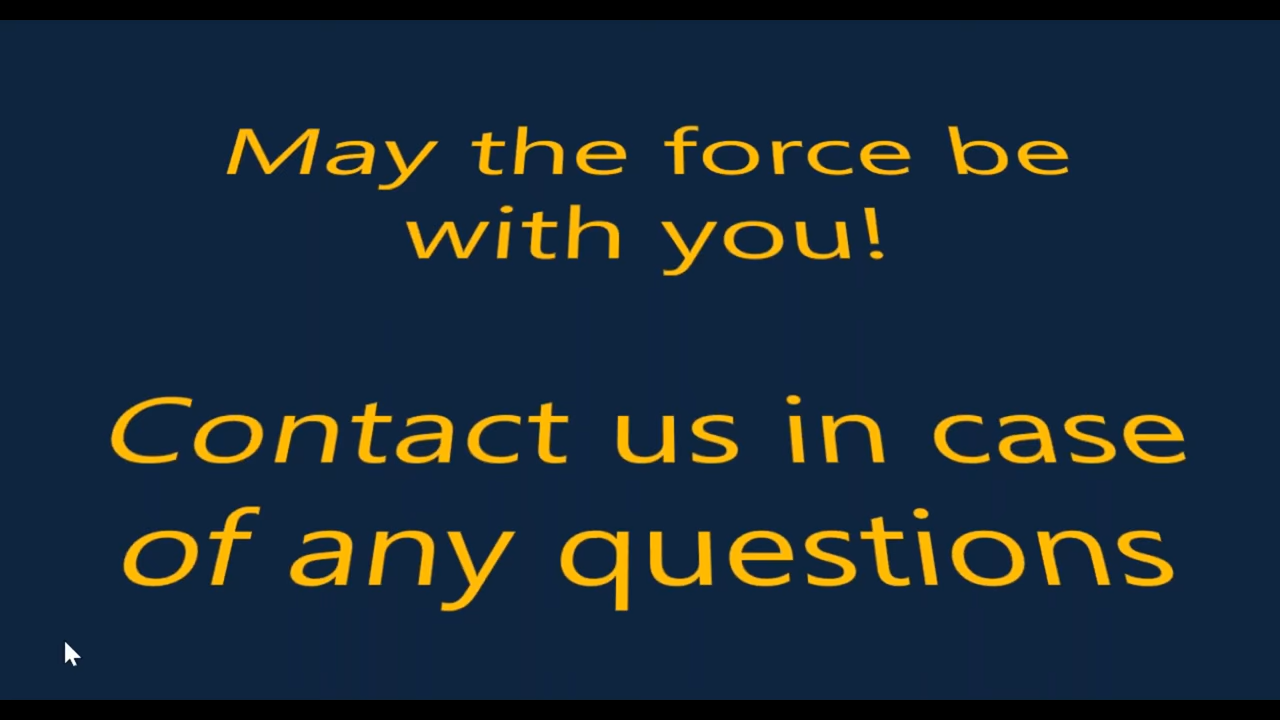 May the force be
with you!
Contact us in case
of any questions